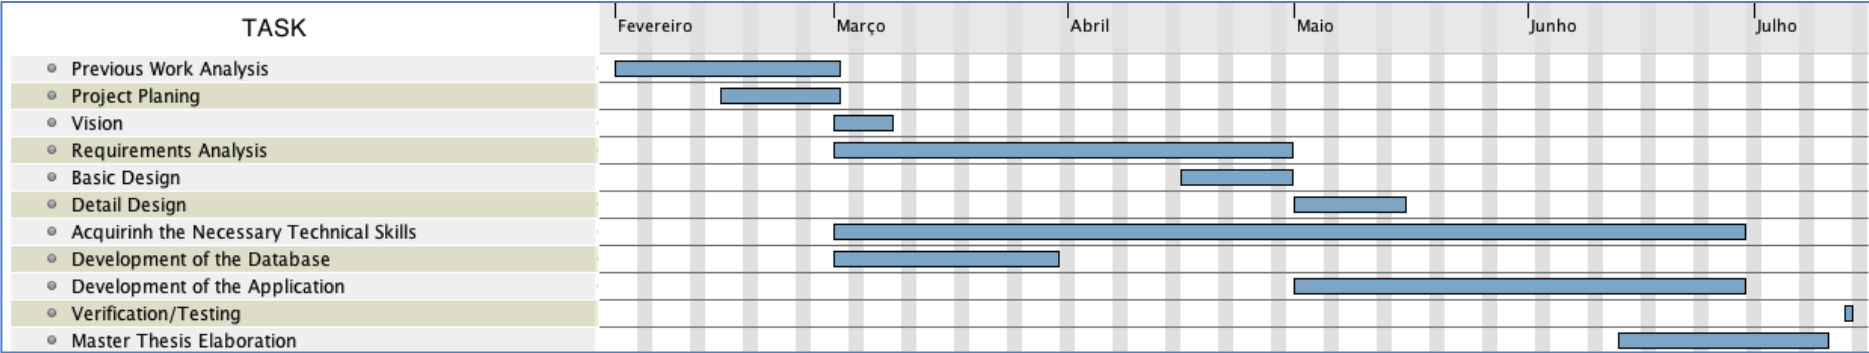 TASK
Fevereiro Março Abril Maio Junho Julho
Previous Work Analysis
Project Planing
Vision
Requirements Analysis
Basic Design
Detail Design
Acquirinh the Necessary Technical Skills
Development of the Database
Development of the Application
Verification/Testing
Master Thesis Elaboration